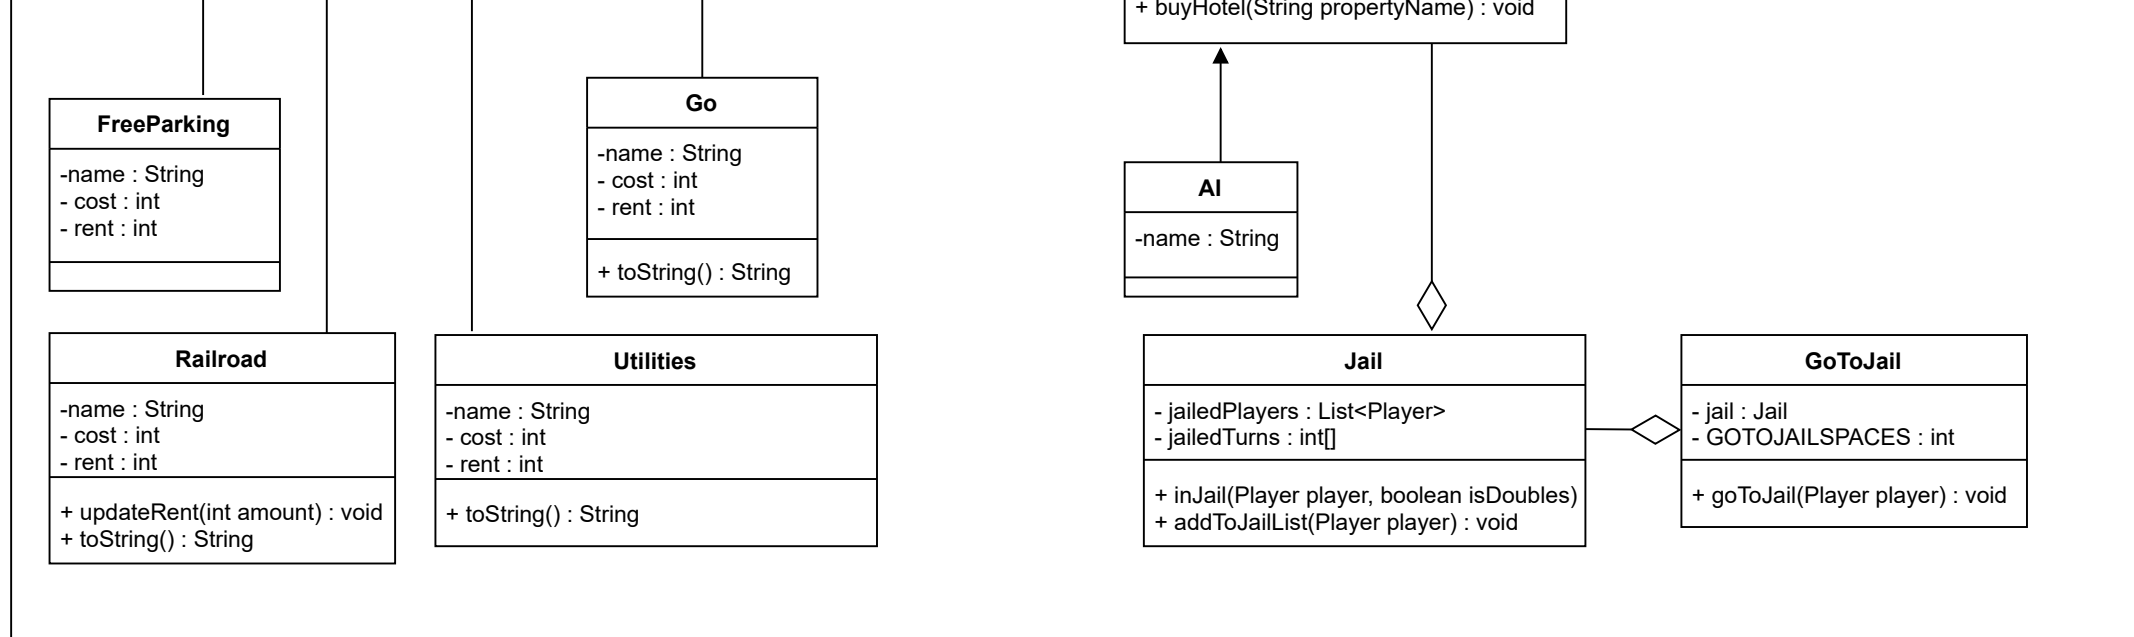 + buyHotel(String propertyName) : void
FreeParking
-name : String
- cost : int
- rent : int
Go
-name : String
- cost : int
- rent : int
+ toString() : String
AI
-name : String
Railroad
-name : String
- cost : int
- rent : int
+ updateRent(int amount) : void
+ toString() : String
Utilities
-name : String
- cost : int
- rent : int
+ toString() : String
Jail
- jailedPlayers : List<Player>
- jailedTurns : int[]
+ inJail(Player player, boolean isDoubles)
+ addToJailList(Player player) : void
GoToJail
- jail : Jail
- GOTOJAILSPACES : int
+ goToJail(Player player) : void